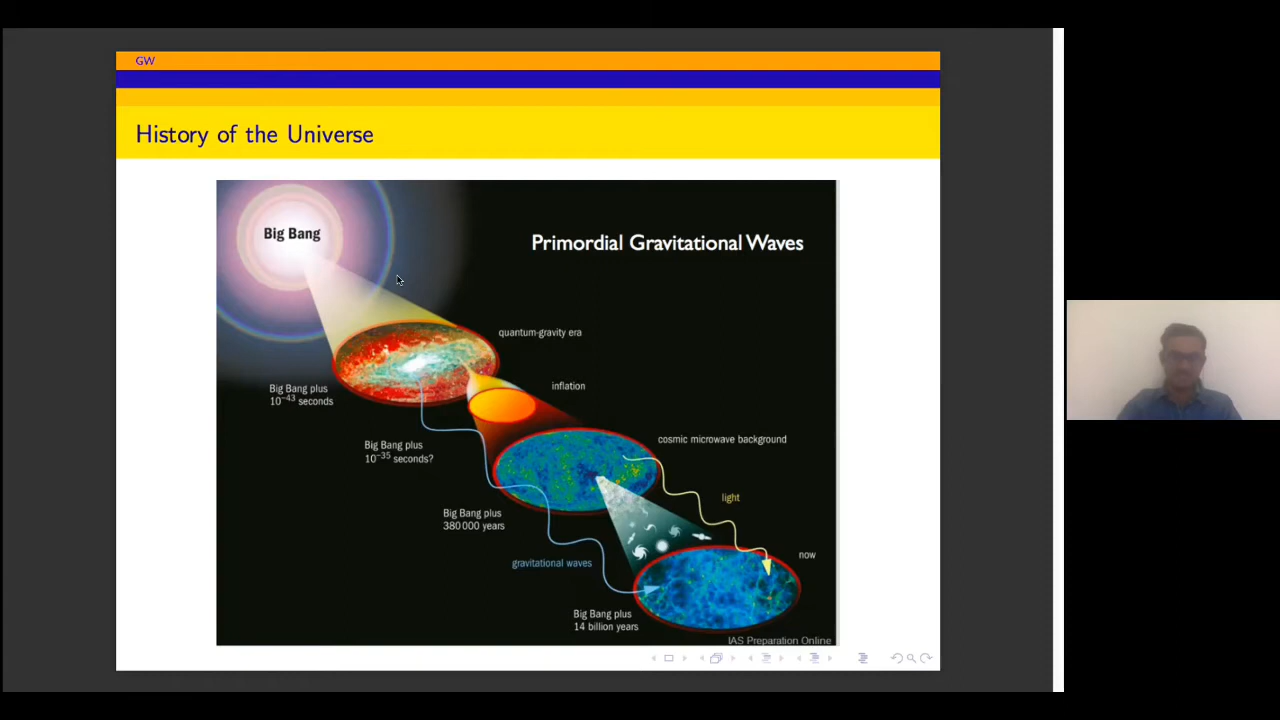 GW
History of the Universe
Big Bang
Primordial Gravitational Waves
quantum-gravity era
Big Bang plus
10⁻⁴³ seconds
inflation
Big Bang plus
10⁻³⁵ seconds?
cosmic microwave background
Big Bang plus
380 000 years
light
gravitational waves
now
Big Bang plus
14 billion years
IAS Preparation Online